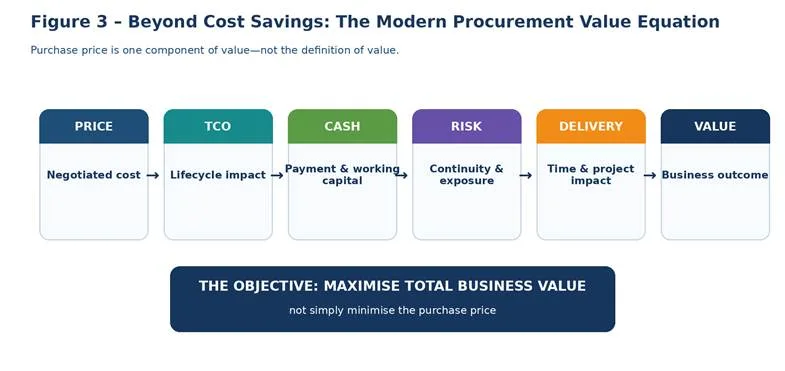 Figure 3 – Beyond Cost Savings: The Modern Procurement Value Equation
Purchase price is one component of value—not the definition of value.
PRICE
Negotiated cost
TCO
Lifecycle impact
CASH
Payment & working
capital
RISK
Continuity &
exposure
DELIVERY
Time & project
impact
VALUE
Business outcome
THE OBJECTIVE: MAXIMISE TOTAL BUSINESS VALUE
not simply minimise the purchase price